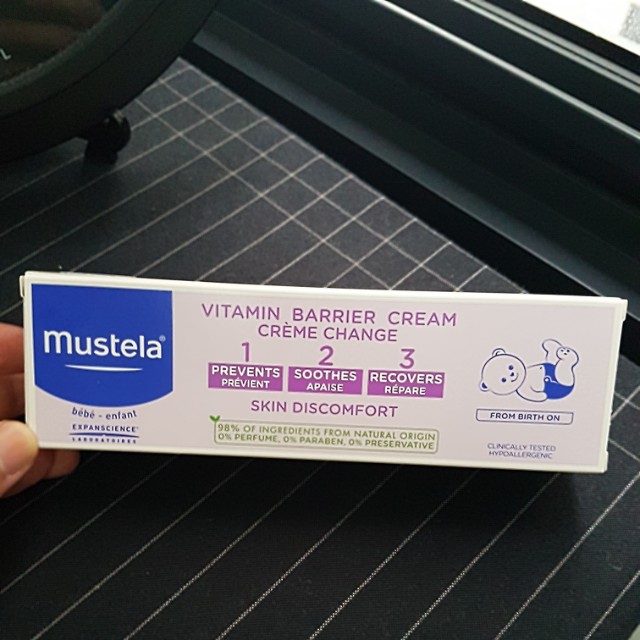 mustela®
bébé - enfant
EXPANSCIENCE®
LABORATOIRES
VITAMIN BARRIER CREAM
CRÈME CHANGE
1 2 3
PREVENTS SOOTHES RECOVERS
PRÉVIENT APAISE RÉPARE
SKIN DISCOMFORT
98% OF INGREDIENTS FROM NATURAL ORIGIN
0% PERFUME, 0% PARABEN, 0% PRESERVATIVE
FROM BIRTH ON
CLINICALLY TESTED
HYPOALLERGENIC
L